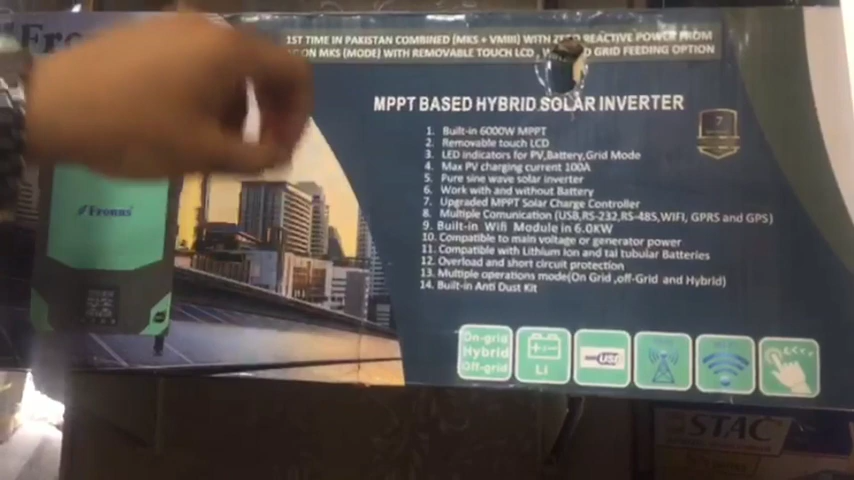 Fronus
1ST TIME IN PAKISTAN COMBINED (MKS + VMIII) WITH ZERO REACTIVE POWER FROM
ON MKS (MODE) WITH REMOVABLE TOUCH LCD, GRID FEEDING OPTION
MPPT BASED HYBRID SOLAR INVERTER
7
1. Built-in 6000W MPPT
2. Removable touch LCD
3. LED indicators for PV,Battery,Grid Mode
4. Max PV charging current 100A
5. Pure sine wave solar inverter
6. Work with and without Battery
7. Upgraded MPPT Solar Charge Controller
8. Multiple Comunication (USB,RS-232,RS-485,WIFI, GPRS and GPS)
9. Built-in Wifi Module in 6.0KW
10. Compatible to main voltage or generator power
11. Compatible with Lithium Ion and tal tubular Batteries
12. Overload and short circuit protection
13. Multiple operations mode(On Grid ,off-Grid and Hybrid)
14. Built-in Anti Dust Kit
Fronus
On-grid
Hybrid
Off-grid
LI
USB
STAC